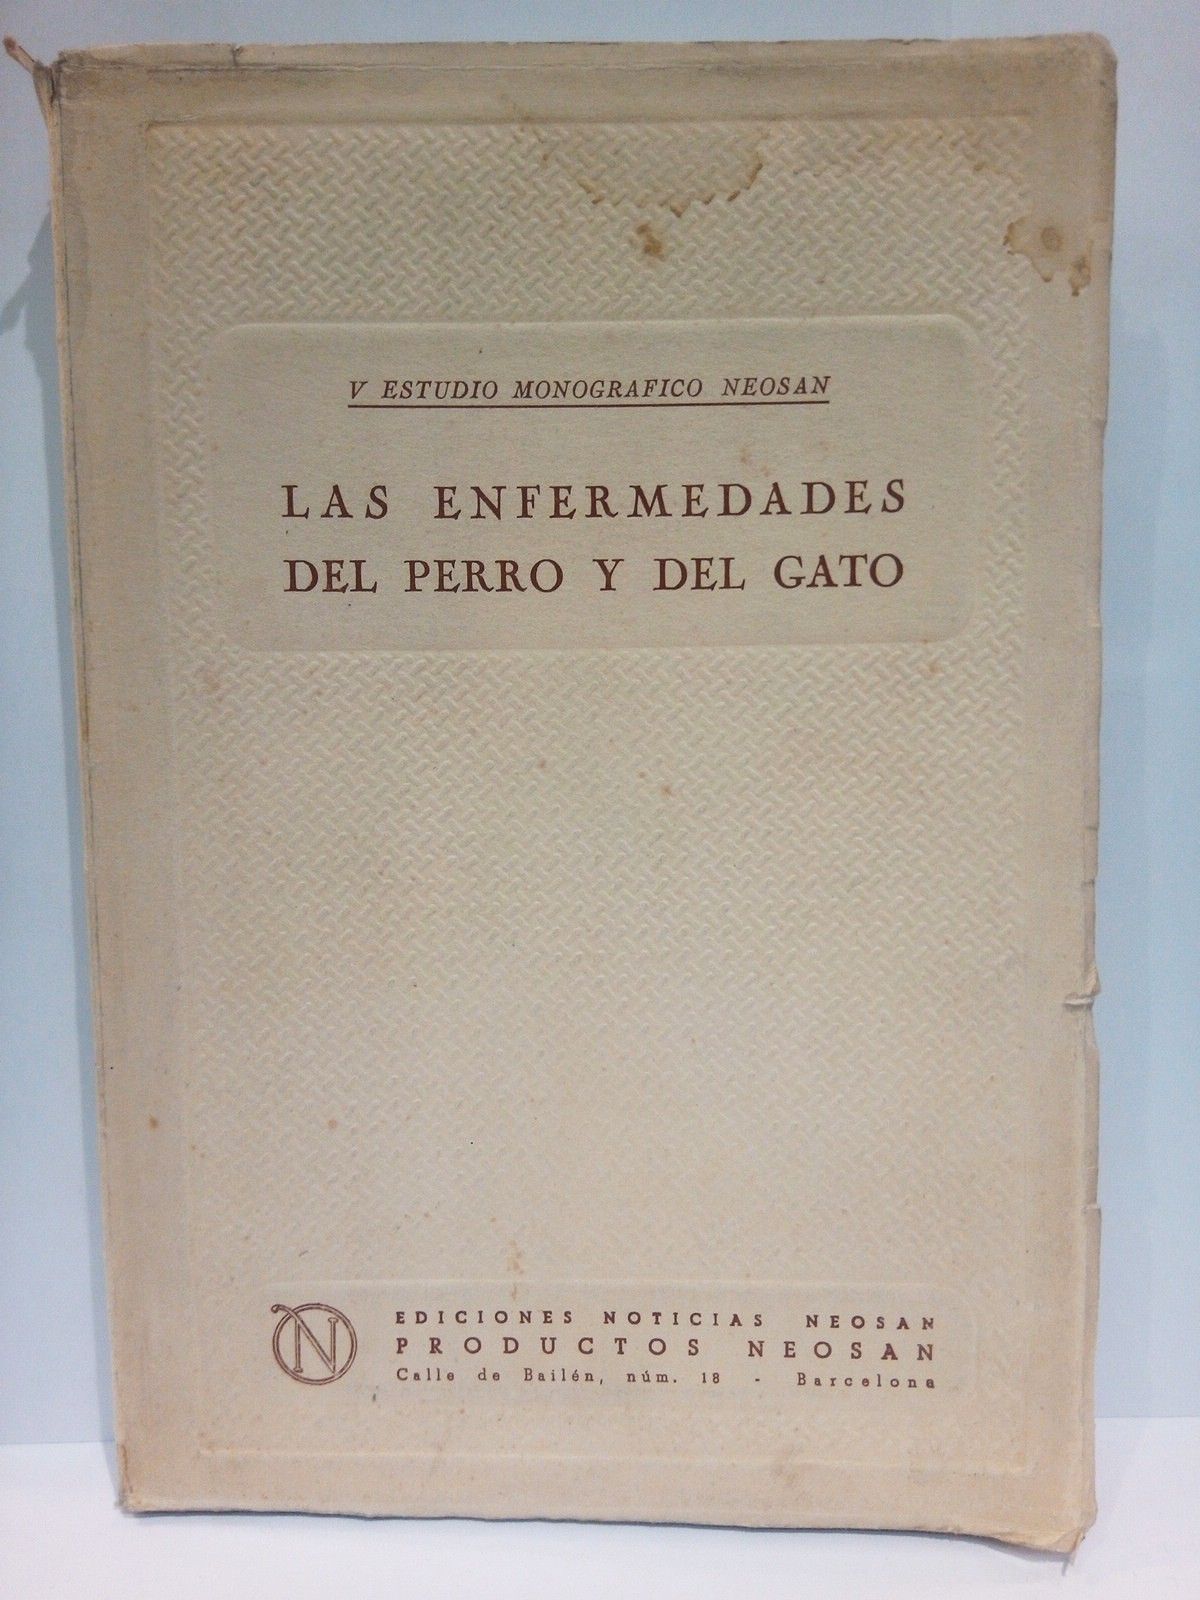 V ESTUDIO MONOGRAFICO NEOSAN
LAS ENFERMEDADES
DEL PERRO Y DEL GATO
N
EDICIONES NOTICIAS NEOSAN
PRODUCTOS NEOSAN
Calle de Bailén, núm. 18 - Barcelona